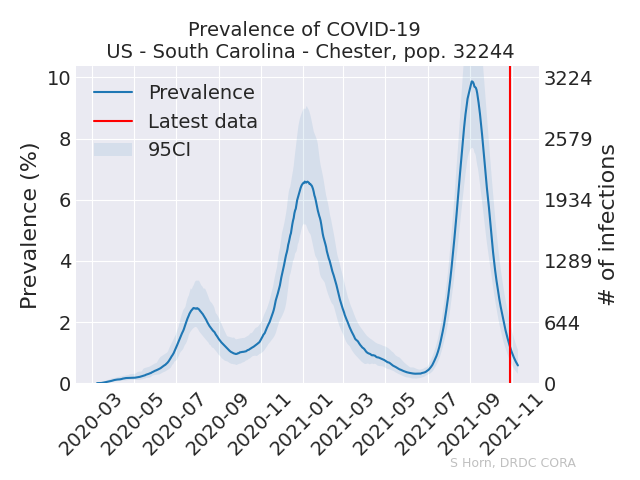 Prevalence of COVID-19
US - South Carolina - Chester, pop. 32244
Prevalence (%)
10
8
6
4
2
0
Prevalence
Latest data
95CI
3224
2579
1934
1289
644
0
# of infections
2020-03
2020-05
2020-07
2020-09
2020-11
2021-01
2021-03
2021-05
2021-07
2021-09
2021-11
S Horn, DRDC CORA